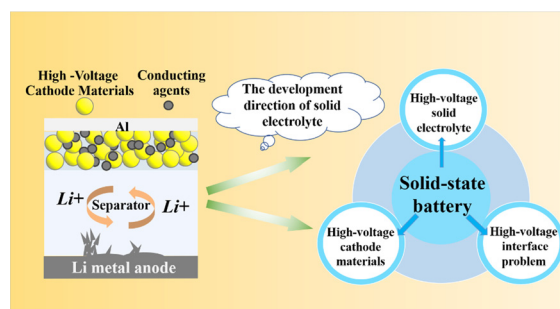 High -Voltage
Cathode Materials
Conducting
agents
Al
Li+
Separator
Li+
Li metal anode
The development
direction of solid
electrolyte
High-voltage
solid
electrolyte
Solid-state
battery
High-voltage
cathode
materials
High-voltage
interface
problem